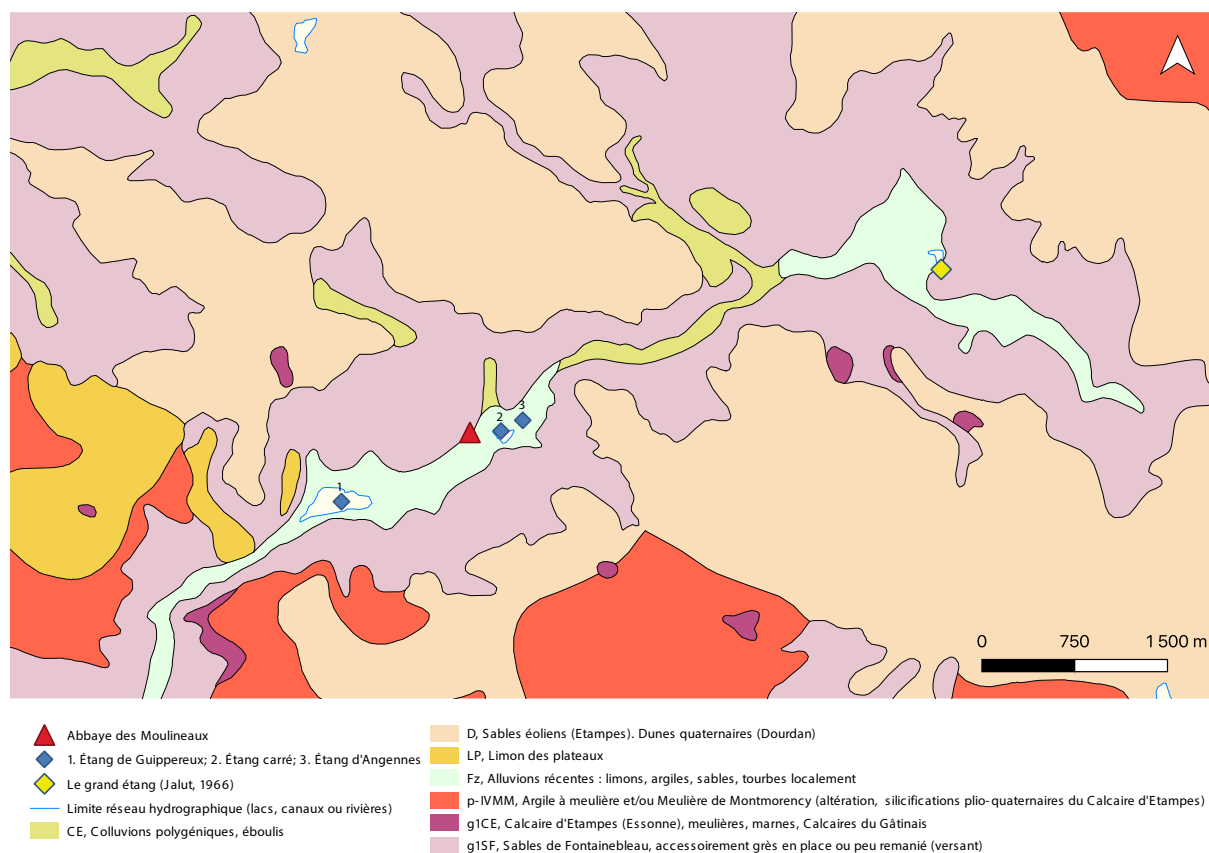 3
2
1
0 750 1 500 m
Abbaye des Moulineaux
1. Étang de Guippereux; 2. Étang carré; 3. Étang d'Angennes
Le grand étang (Jalut, 1966)
Limite réseau hydrographique (lacs, canaux ou rivières)
CE, Colluvions polygéniques, éboulis
D, Sables éoliens (Etampes). Dunes quaternaires (Dourdan)
LP, Limon des plateaux
Fz, Alluvions récentes : limons, argiles, sables, tourbes localement
p-IVMM, Argile à meulière et/ou Meulière de Montmorency (altération, silicifications plio-quaternaires du Calcaire d'Etampes)
g1CE, Calcaire d'Etampes (Essonne), meulières, marnes, Calcaires du Gâtinais
g1SF, Sables de Fontainebleau, accessoirement grès en place ou peu remanié (versant)